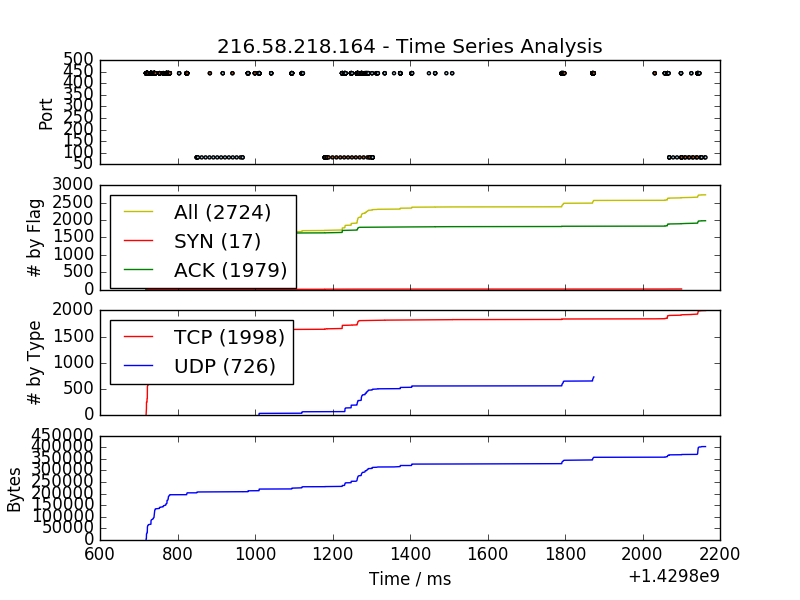 216.58.218.164 - Time Series Analysis
Port
500
450
400
350
300
250
200
150
100
50
# by Flag
3000
2500
2000
1500
1000
500
0
All (2724)
SYN (17)
ACK (1979)
# by Type
2000
1500
1000
500
0
TCP (1998)
UDP (726)
Bytes
450000
400000
350000
300000
250000
200000
150000
100000
50000
0
600 800 1000 1200 1400 1600 1800 2000 2200
Time / ms
+1.4298e9